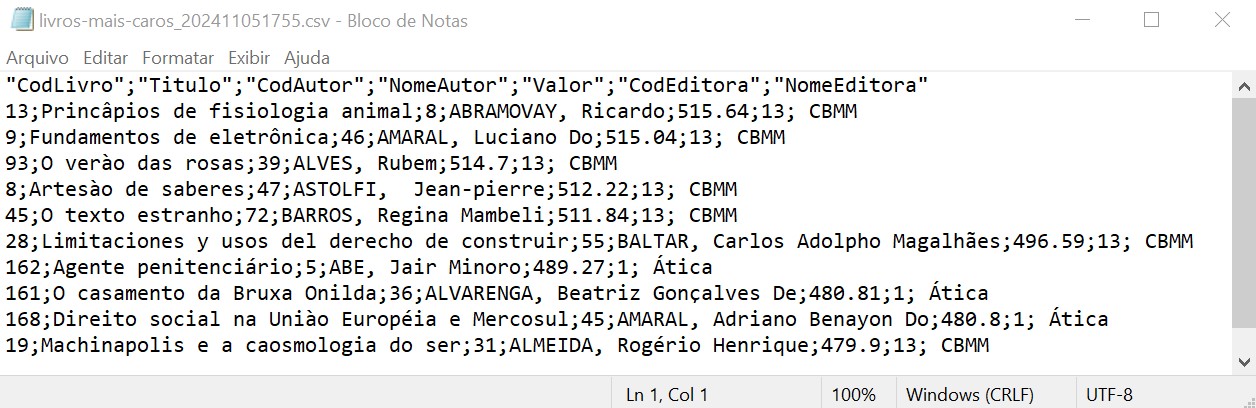 livros-mais-caros_202411051755.csv - Bloco de Notas
Arquivo Editar Formatar Exibir Ajuda
"CodLivro";"Titulo";"CodAutor";"NomeAutor";"Valor";"CodEditora";"NomeEditora"
13;Princâpios de fisiologia animal;8;ABRAMOVAY, Ricardo;515.64;13; CBMM
9;Fundamentos de eletrônica;46;AMARAL, Luciano Do;515.04;13; CBMM
93;O verào das rosas;39;ALVES, Rubem;514.7;13; CBMM
8;Artesào de saberes;47;ASTOLFI,  Jean-pierre;512.22;13; CBMM
45;O texto estranho;72;BARROS, Regina Mambeli;511.84;13; CBMM
28;Limitaciones y usos del derecho de construir;55;BALTAR, Carlos Adolpho Magalhães;496.59;13; CBMM
162;Agente penitenciário;5;ABE, Jair Minoro;489.27;1; Ática
161;O casamento da Bruxa Onilda;36;ALVARENGA, Beatriz Gonçalves De;480.81;1; Ática
168;Direito social na Uniào Européia e Mercosul;45;AMARAL, Adriano Benayon Do;480.8;1; Ática
19;Machinapolis e a caosmologia do ser;31;ALMEIDA, Rogério Henrique;479.9;13; CBMM
Ln 1, Col 1 100% Windows (CRLF) UTF-8